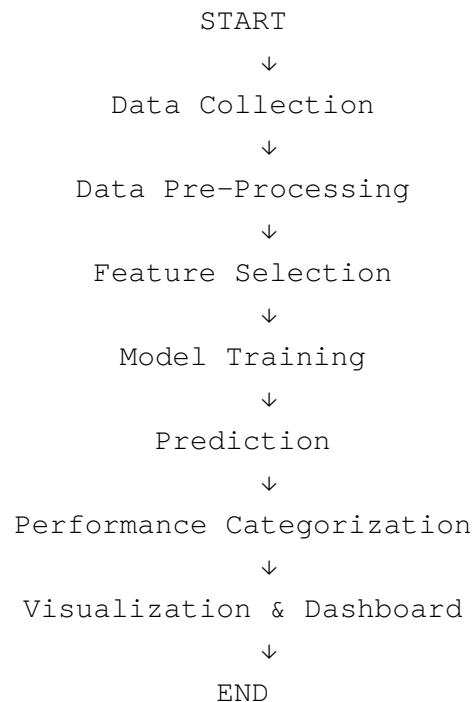 START
↓
Data Collection
↓
Data Pre-Processing
↓
Feature Selection
↓
Model Training
↓
Prediction
↓
Performance Categorization
↓
Visualization & Dashboard
↓
END